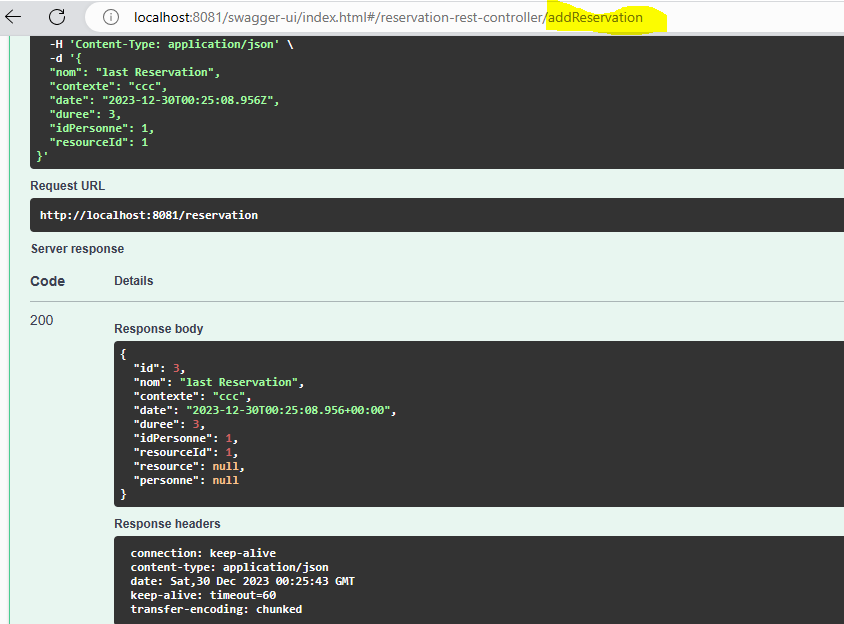 localhost:8081/swagger-ui/index.html#/reservation-rest-controller/addReservation
-H 'Content-Type: application/json' \
-d '{
"nom": "last Reservation",
"contexte": "ccc",
"date": "2023-12-30T00:25:08.956Z",
"duree": 3,
"idPersonne": 1,
"resourceId": 1
}'
Request URL
http://localhost:8081/reservation
Server response
Code Details
200
Response body
{
"id": 3,
"nom": "last Reservation",
"contexte": "ccc",
"date": "2023-12-30T00:25:08.956+00:00",
"duree": 3,
"idPersonne": 1,
"resourceId": 1,
"resource": null,
"personne": null
}
Response headers
connection: keep-alive
content-type: application/json
date: Sat,30 Dec 2023 00:25:43 GMT
keep-alive: timeout=60
transfer-encoding: chunked